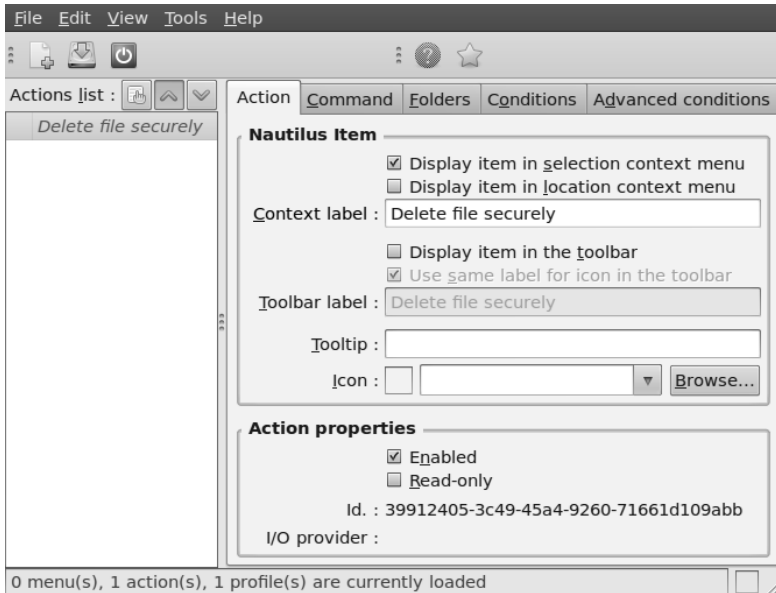 File Edit View Tools Help
Actions list :
Action Command Folders Conditions Advanced conditions
Delete file securely
Nautilus Item
Display item in selection context menu
Display item in location context menu
Context label : Delete file securely
Display item in the toolbar
Use same label for icon in the toolbar
Toolbar label : Delete file securely
Tooltip :
Icon : Browse...
Action properties
Enabled
Read-only
Id. : 39912405-3c49-45a4-9260-71661d109abb
I/O provider :
0 menu(s), 1 action(s), 1 profile(s) are currently loaded